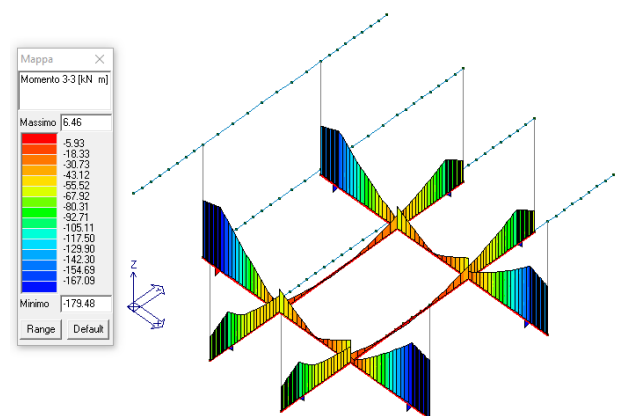 Mappa
Momento 3-3 [kN m]
Massimo 6.46
-5.93
-18.33
-30.73
-43.12
-55.52
-67.92
-80.31
-92.71
-105.11
-117.50
-129.90
-142.30
-154.69
-167.09
Minimo -179.48
Range Default
Z